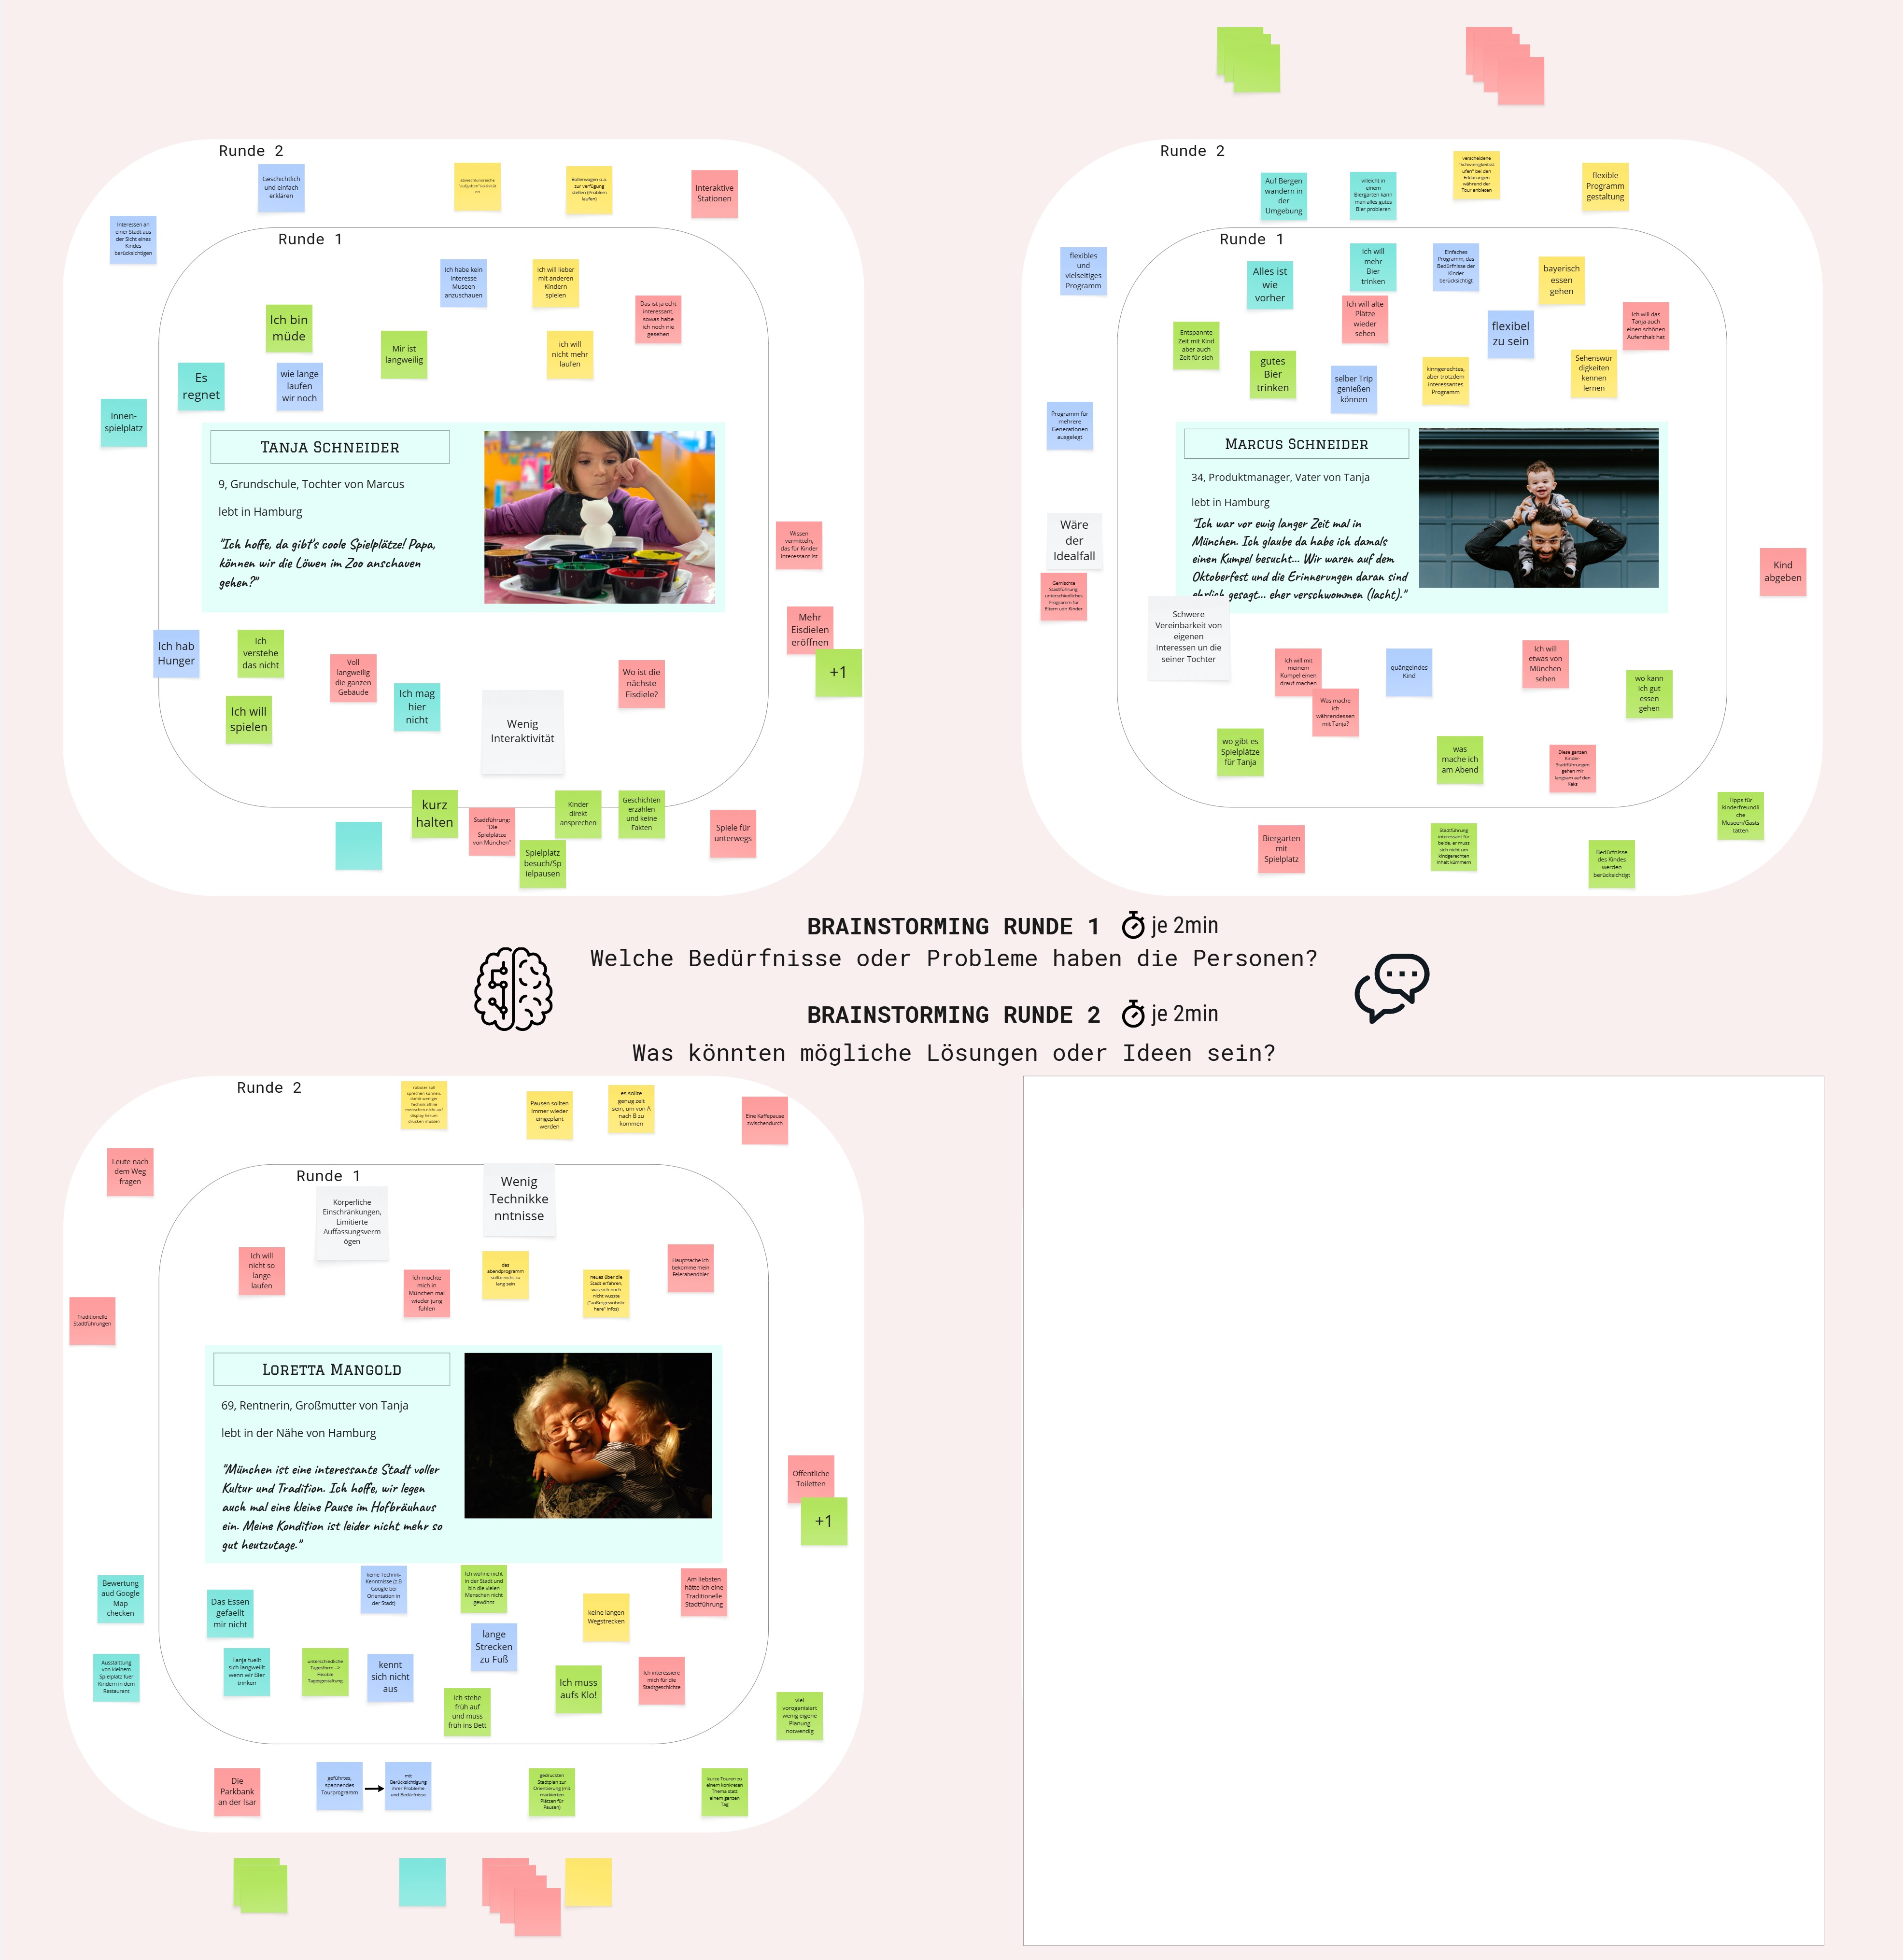 Runde 2
Geschichtlich
und einfach
erklären
Bollerwagen o.ä.
zur verfügung
stellen (Problem
laufen)
Interaktive
Stationen
Interessen an
einer Stadt aus
der Sicht eines
Kindes
berücksichtigen
Runde 1
Ich habe kein
Interesse
Museen
anzuschauen
Ich will lieber
mit anderen
Kindern
spielen
Das ist ja echt
interessant,
sowas habe
ich noch nie
gesehen
Ich bin
müde
Mir ist
langweilig
ich will
nicht mehr
laufen
Es
regnet
wie lange
laufen
wir noch
Innen-
spielplatz
TANJA SCHNEIDER
9, Grundschule, Tochter von Marcus
lebt in Hamburg
"Ich hoffe, da gibt's coole Spielplätze! Papa,
können wir die Löwen im Zoo anschauen
gehen?"
Wissen
vermitteln,
das für Kinder
interessant ist
Mehr
Eisdielen
eröffnen
+1
Ich hab
Hunger
Ich
verstehe
das nicht
Voll
langweilig
die ganzen
Gebäude
Ich mag
hier
nicht
Wo ist die
nächste
Eisdiele?
Ich will
spielen
Wenig
Interaktivität
kurz
halten
Stadtführung:
"Die
Spielplätze
von München"
Kinder
direkt
ansprechen
Geschichten
erzählen
und keine
Fakten
Spiele für
unterwegs
Spielplatz
besuch/Sp
ielpausen
Runde 2
Auf Bergen
wandern in
der
Umgebung
villeicht in
einem
Biergarten kann
man alles gutes
Bier probieren
verscheidene
"Schwierigkeitsst
ufen" bei den
Erklärungen
während der
Tour anbieten
flexible
Programm
gestaltung
flexibles
und
vielseitiges
Programm
Runde 1
Alles ist
wie
vorher
ich will
mehr
Bier
trinken
Einfaches
Programm, das
Bedürfnisse der
Kinder
berücksichtigt
bayerisch
essen
gehen
Ich will alte
Plätze
wieder
sehen
flexibel
zu sein
Ich will das
Tanja auch
einen schönen
Aufenthalt hat
Entspannte
Zeit mit Kind
aber auch
Zeit für sich
gutes
Bier
trinken
selber Trip
genießen
können
kinngerechtes,
aber trotzdem
interessantes
Programm
Sehenswür
digkeiten
kennen
lernen
Programm für
mehrere
Generationen
ausgelegt
MARCUS SCHNEIDER
34, Produktmanager, Vater von Tanja
lebt in Hamburg
"Ich war vor ewig langer Zeit mal in
München. Ich glaube da habe ich damals
einen Kumpel besucht... Wir waren auf dem
Oktoberfest und die Erinnerungen daran sind
ehrlich gesagt... eher verschwommen (lacht)."
Wäre
der
Idealfall
Gemischte
Stadtführung,
unterschiedliches
Programm für
Eltern udn Kinder
Kind
abgeben
Schwere
Vereinbarkeit von
eigenen
Interessen un die
seiner Tochter
Ich will mit
meinem
Kumpel einen
drauf machen
Was mache
ich
währendessen
mit Tanja?
quängelndes
Kind
Ich will
etwas von
München
sehen
wo kann
ich gut
essen
gehen
wo gibt es
Spielplätze
für Tanja
was
mache ich
am Abend
Diese ganzen
Kinder-
Stadtführungen
gehen mir
langsam auf den
Keks
Biergarten
mit
Spielplatz
Stadtführung
interessant für
beide, er muss
sich nicht um
kindgerechten
Inhalt kümmern
Bedürfnisse
des Kindes
werden
berücksichtigt
Tipps für
kinderfreundli
che
Museen/Gasts
tätten
BRAINSTORMING RUNDE 1 je 2min
Welche Bedürfnisse oder Probleme haben die Personen?
BRAINSTORMING RUNDE 2 je 2min
Was könnten mögliche Lösungen oder Ideen sein?
Runde 2
sprechen können,
damit weniger
Pausen sollten
immer wieder
eingeplant
werden
es sollte
genug zeit
sein, um von A
nach B zu
kommen
Eine Kaffepause
zwischendurch
Leute nach
dem Weg
fragen
Runde 1
Körperliche
Einschränkungen,
Limitierte
Auffassungsverm
ögen
Wenig
Technikke
nntnisse
Ich will
nicht so
lange
laufen
Ich möchte
mich in
München mal
wieder jung
fühlen
das
abendprogramm
sollte nicht zu
lang sein
neues über die
Stadt erfahren,
was sich noch
nicht wusste
("außergewöhnlic
here" Infos)
Hauptsache ich
bekomme mein
Feierabendbier
Traditionelle
Stadtführungen
LORETTA MANGOLD
69, Rentnerin, Großmutter von Tanja
lebt in der Nähe von Hamburg
"München ist eine interessante Stadt voller
Kultur und Tradition. Ich hoffe, wir legen
auch mal eine kleine Pause im Hofbräuhaus
ein. Meine Kondition ist leider nicht mehr so
gut heutzutage."
Öffentliche
Toiletten
+1
Bewertung
aud Google
Map
checken
Das Essen
gefaellt
mir nicht
keine Technik-
Kenntnisse (z.B
Google bei
Orientation in
der Stadt)
Ich wohne nicht
in der Stadt und
bin die vielen
Menschen nicht
gewöhnt
keine langen
Wegstrecken
Am liebsten
hätte ich eine
Traditionelle
Stadtführung
lange
Strecken
zu Fuß
Ausstattung
von kleinem
Spielplatz fuer
Kindern in dem
Restaurant
Tanja fuellt
sich langweillt
wenn wir Bier
trinken
unterschiedliche
Tagesform -->
Flexible
Tagesgestaltung
kennt
sich nicht
aus
Ich muss
aufs Klo!
Ich interessiere
mich für die
Stadtgeschichte
Ich stehe
früh auf
und muss
früh ins Bett
viel
voroganisiert
wenig eigene
Planung
notwendig
Die
Parkbank
an der Isar
geführtes,
spannendes
Tourprogramm
mit
Berücksichtigung
ihrer Probleme
und Bedürfnisse
gedruckten
Stadtplan zur
Orientierung (mit
markierten
Plätzen für
Pausen)
kurze Touren zu
einem konkreten
Thema statt
einem ganzen
Tag